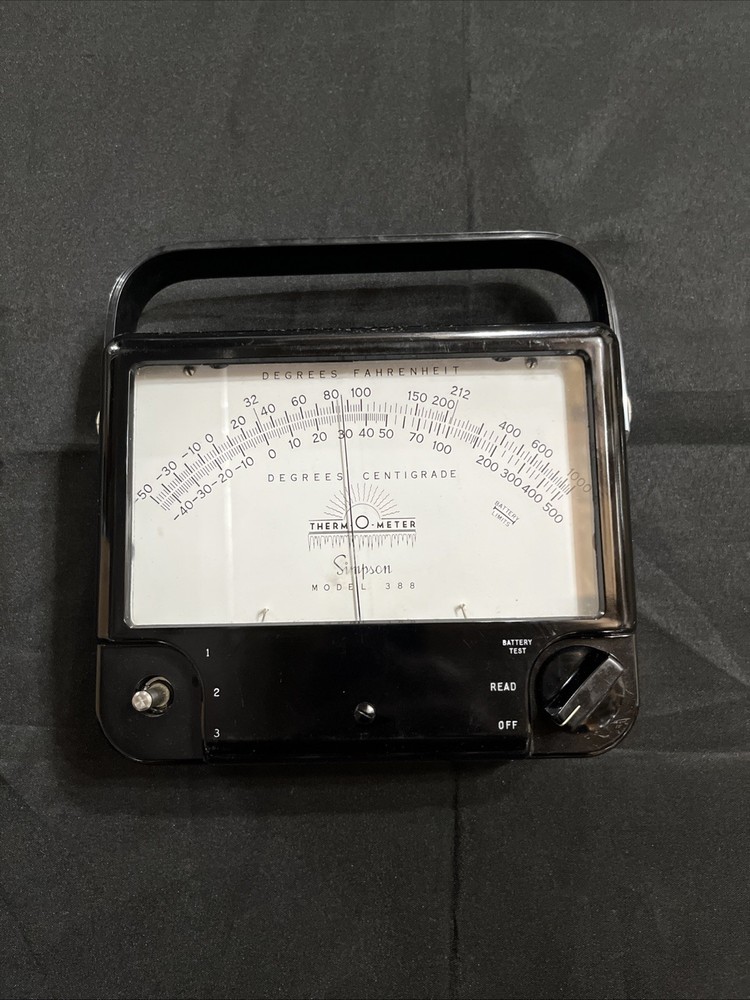 DEGREES FAHRENHEIT
-50 -30 -10 0 20 32 40 60 80 100 150 200 212 400 600 1000
-40 -30 -20 -10 0 10 20 30 40 50 70 100 200 300 400 500
DEGREES CENTIGRADE
BATTERY
LIMITS
THERM-O-METER
Simpson
MODEL 388
1
BATTERY
TEST
2
READ
3
OFF